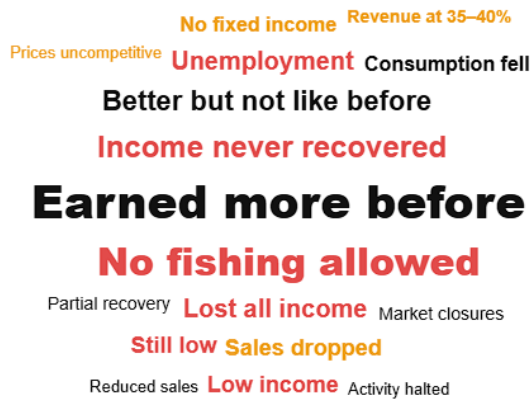 No fixed income Revenue at 35–40%
Prices uncompetitive Unemployment Consumption fell
Better but not like before
Income never recovered
Earned more before
No fishing allowed
Partial recovery Lost all income Market closures
Still low Sales dropped
Reduced sales Low income Activity halted